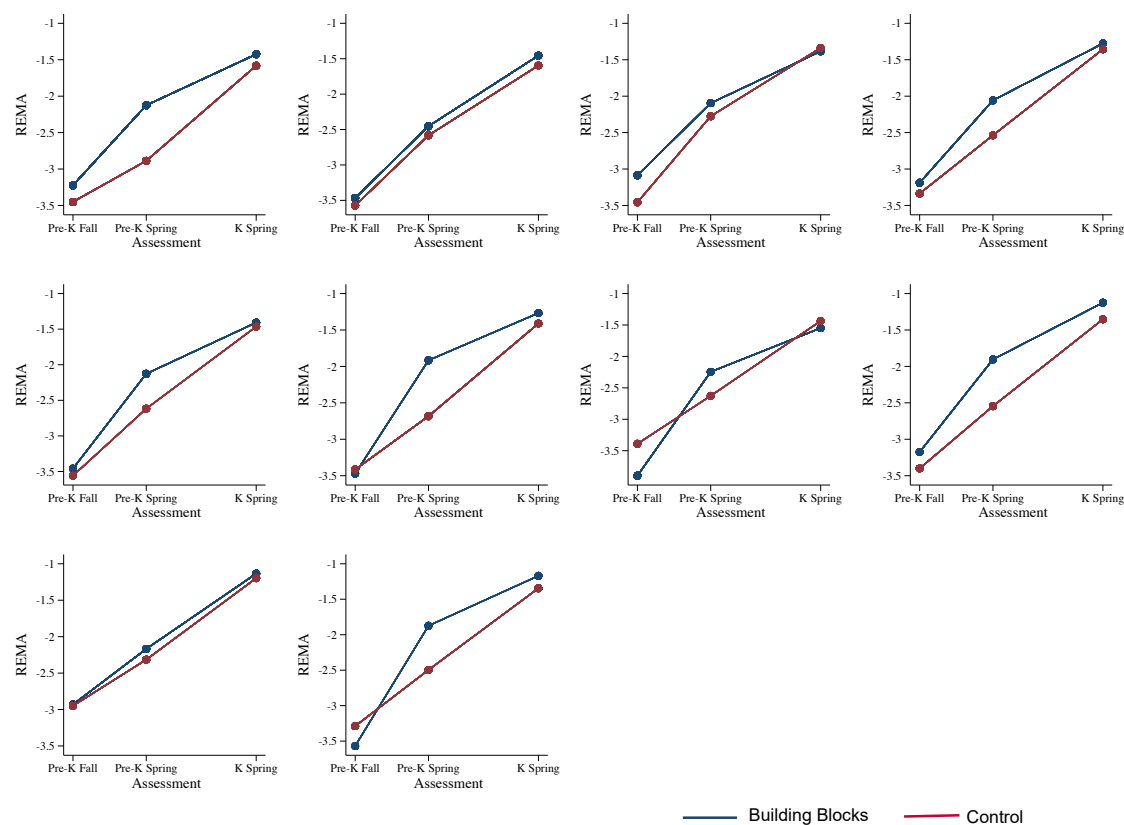 -1 -1 -1 -1
-1.5 -1.5 -1.5 -1.5
-2 -2 -2 -2
REMA REMA REMA REMA
-2.5 -2.5 -2.5 -2.5
-3 -3 -3 -3
-3.5 -3.5 -3.5 -3.5
Pre-K Fall Pre-K Spring K Spring Pre-K Fall Pre-K Spring K Spring Pre-K Fall Pre-K Spring K Spring Pre-K Fall Pre-K Spring K Spring
Assessment Assessment Assessment Assessment
-1 -1 -1 -1
-1.5 -1.5 -1.5 -1.5
-2 -2 -2 -2
REMA REMA REMA REMA
-2.5 -2.5 -2.5 -2.5
-3 -3 -3 -3
-3.5 -3.5 -3.5 -3.5
Pre-K Fall Pre-K Spring K Spring Pre-K Fall Pre-K Spring K Spring Pre-K Fall Pre-K Spring K Spring Pre-K Fall Pre-K Spring K Spring
Assessment Assessment Assessment Assessment
-1 -1
-1.5 -1.5
-2 -2
REMA REMA
-2.5 -2.5
-3 -3
-3.5 -3.5
Pre-K Fall Pre-K Spring K Spring Pre-K Fall Pre-K Spring K Spring
Assessment Assessment
Building Blocks Control